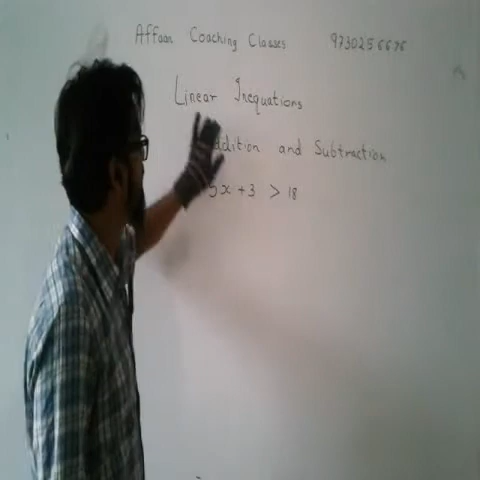 Affaan Coaching Classes 9730256676
Linear Inequations
ddition and Subtraction
5x + 3 > 18